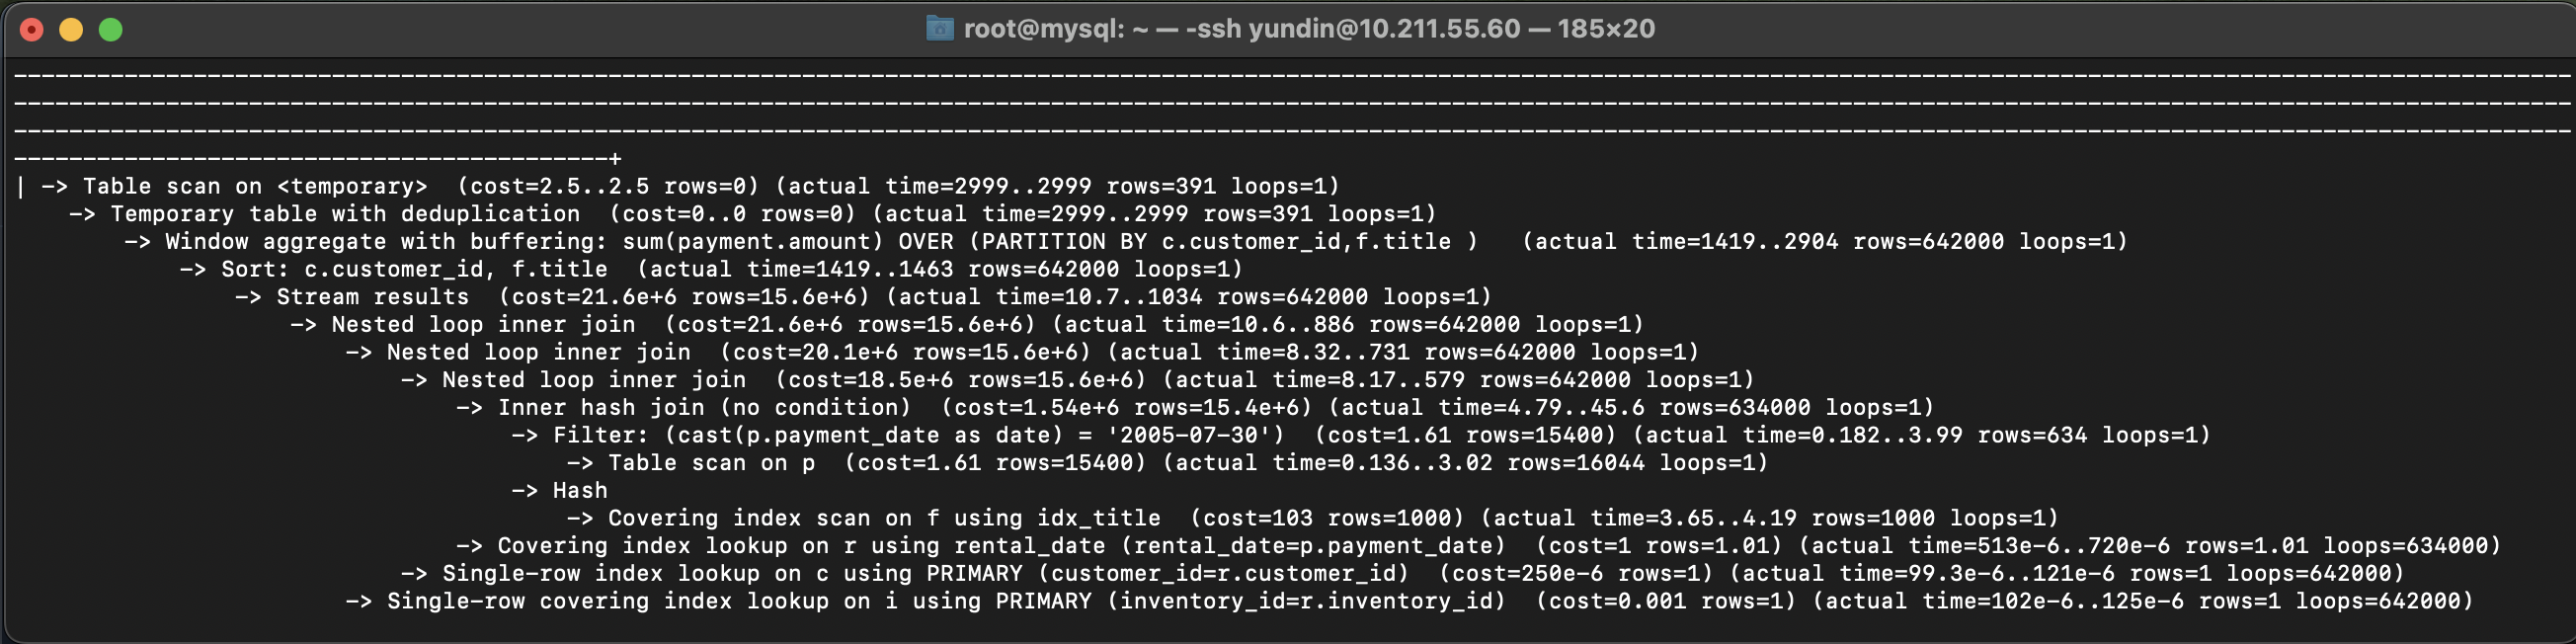 root@mysql: ~ — -ssh yundin@10.211.55.60 — 185×20
-----------------------------------------------------------------------------------------------------------------------------------------------------------------------------------------
-----------------------------------------------------------------------------------------------------------------------------------------------------------------------------------------
-----------------------------------------------------------------------------------------------------------------------------------------------------------------------------------------
-------------------------------------------+
| -> Table scan on <temporary>  (cost=2.5..2.5 rows=0) (actual time=2999..2999 rows=391 loops=1)
    -> Temporary table with deduplication  (cost=0..0 rows=0) (actual time=2999..2999 rows=391 loops=1)
        -> Window aggregate with buffering: sum(payment.amount) OVER (PARTITION BY c.customer_id,f.title )   (actual time=1419..2904 rows=642000 loops=1)
            -> Sort: c.customer_id, f.title  (actual time=1419..1463 rows=642000 loops=1)
                -> Stream results  (cost=21.6e+6 rows=15.6e+6) (actual time=10.7..1034 rows=642000 loops=1)
                    -> Nested loop inner join  (cost=21.6e+6 rows=15.6e+6) (actual time=10.6..886 rows=642000 loops=1)
                        -> Nested loop inner join  (cost=20.1e+6 rows=15.6e+6) (actual time=8.32..731 rows=642000 loops=1)
                            -> Nested loop inner join  (cost=18.5e+6 rows=15.6e+6) (actual time=8.17..579 rows=642000 loops=1)
                                -> Inner hash join (no condition)  (cost=1.54e+6 rows=15.4e+6) (actual time=4.79..45.6 rows=634000 loops=1)
                                    -> Filter: (cast(p.payment_date as date) = '2005-07-30')  (cost=1.61 rows=15400) (actual time=0.182..3.99 rows=634 loops=1)
                                        -> Table scan on p  (cost=1.61 rows=15400) (actual time=0.136..3.02 rows=16044 loops=1)
                                    -> Hash
                                        -> Covering index scan on f using idx_title  (cost=103 rows=1000) (actual time=3.65..4.19 rows=1000 loops=1)
                                -> Covering index lookup on r using rental_date (rental_date=p.payment_date)  (cost=1 rows=1.01) (actual time=513e-6..720e-6 rows=1.01 loops=634000)
                            -> Single-row index lookup on c using PRIMARY (customer_id=r.customer_id)  (cost=250e-6 rows=1) (actual time=99.3e-6..121e-6 rows=1 loops=642000)
                        -> Single-row covering index lookup on i using PRIMARY (inventory_id=r.inventory_id)  (cost=0.001 rows=1) (actual time=102e-6..125e-6 rows=1 loops=642000)